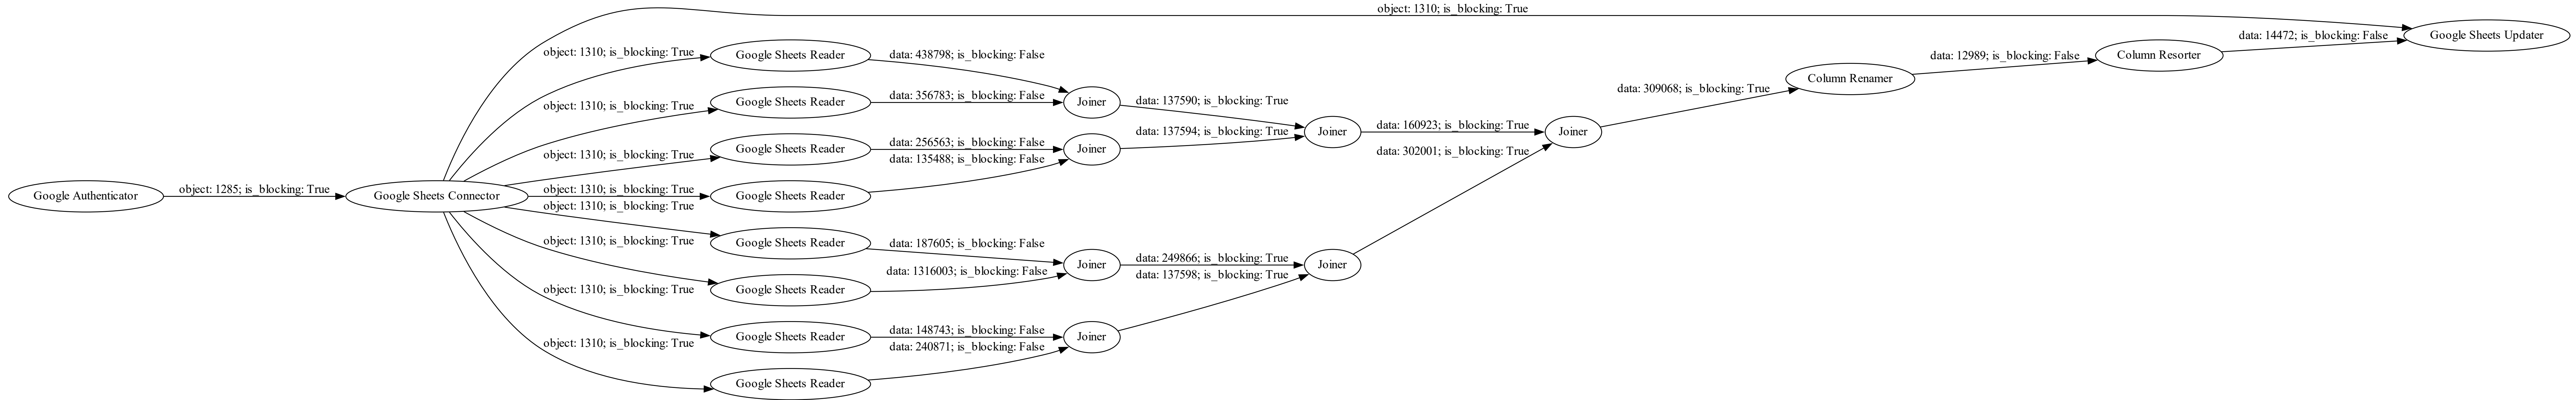 object: 1310; is_blocking: True
Google Sheets Updater
data: 14472; is_blocking: False
Column Resorter
data: 12989; is_blocking: False
Column Renamer
data: 309068; is_blocking: True
object: 1310; is_blocking: True
Google Sheets Reader
data: 438798; is_blocking: False
object: 1310; is_blocking: True
Google Sheets Reader
data: 356783; is_blocking: False
Joiner
data: 137590; is_blocking: True
object: 1310; is_blocking: True
Google Sheets Reader
data: 256563; is_blocking: False
Joiner
data: 137594; is_blocking: True
Joiner
data: 160923; is_blocking: True
Joiner
data: 135488; is_blocking: False
data: 302001; is_blocking: True
Google Authenticator
object: 1285; is_blocking: True
Google Sheets Connector
object: 1310; is_blocking: True
Google Sheets Reader
object: 1310; is_blocking: True
Google Sheets Reader
data: 187605; is_blocking: False
object: 1310; is_blocking: True
Google Sheets Reader
data: 1316003; is_blocking: False
Joiner
data: 249866; is_blocking: True
Joiner
data: 137598; is_blocking: True
object: 1310; is_blocking: True
Google Sheets Reader
data: 148743; is_blocking: False
Joiner
object: 1310; is_blocking: True
data: 240871; is_blocking: False
Google Sheets Reader